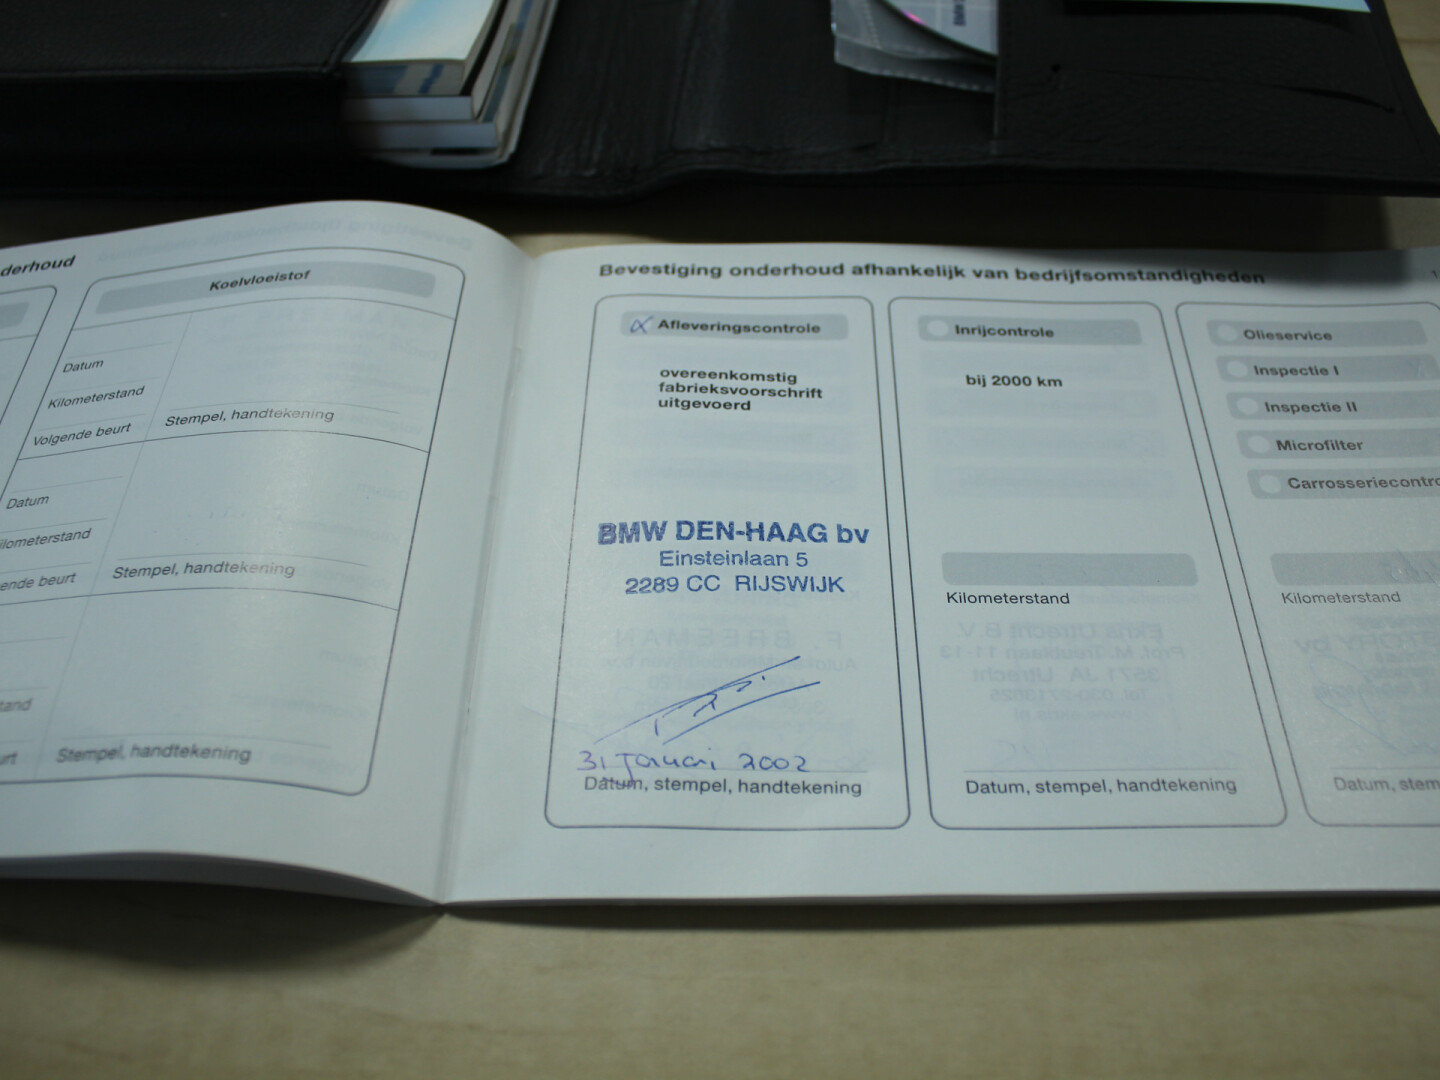 derhoud
Koelvloeistof
Datum
Kilometerstand
Volgende beurt
Stempel, handtekening
Datum
ilometerstand
ende beurt
Stempel, handtekening
tand
urt
Stempel, handtekening
Bevestiging onderhoud afhankelijk van bedrijfsomstandigheden
Afleveringscontrole
overeenkomstig
fabrieksvoorschrift
uitgevoerd
BMW DEN-HAAG bv
Einsteinlaan 5
2289 CC RIJSWIJK
31 Januari 2002
Datum, stempel, handtekening
Inrijcontrole
bij 2000 km
Kilometerstand
Datum, stempel, handtekening
Olieservice
Inspectie I
Inspectie II
Microfilter
Carrosseriecontro
Kilometerstand
Datum, stem